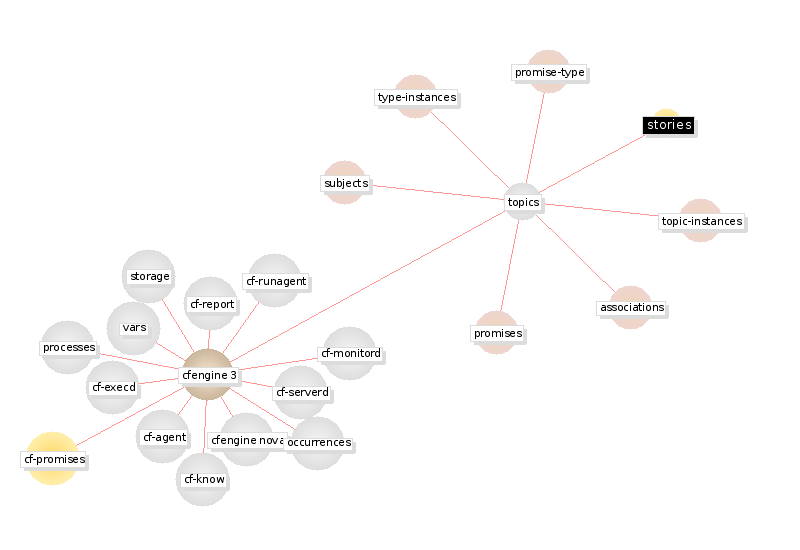 promise-type
type-instances
stories
subjects
topics
topic-instances
storage
cf-runagent
cf-report
associations
vars
promises
processes
cf-monitord
cfengine 3
cf-execd
cf-serverd
cf-agent
cfengine nova
occurrences
cf-promises
cf-know